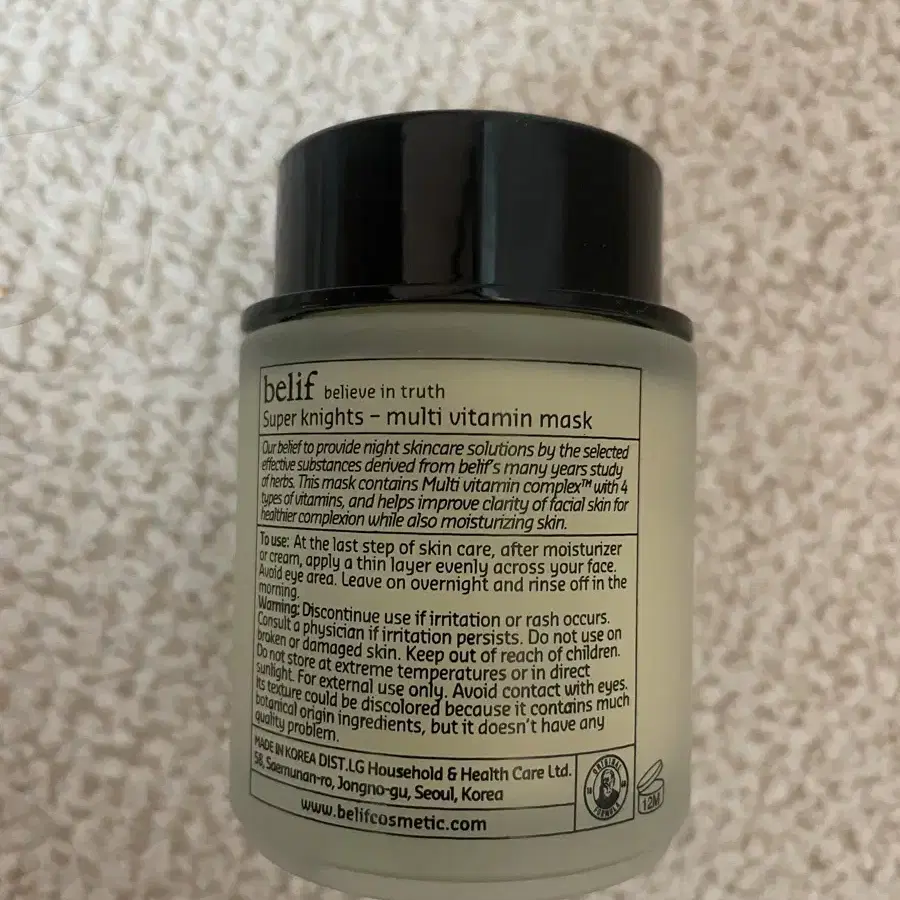 belif believe in truth
Super knights – multi vitamin mask
Our belief to provide night skincare solutions by the selected
effective substances derived from belif's many years study
of herbs. This mask contains Multi vitamin complex™ with 4
types of vitamins, and helps improve clarity of facial skin for
healthier complexion while also moisturizing skin.
To use: At the last step of skin care, after moisturizer
or cream, apply a thin layer evenly across your face.
Avoid eye area. Leave on overnight and rinse off in the
morning.
Warning: Discontinue use if irritation or rash occurs.
Consult a physician if irritation persists. Do not use on
broken or damaged skin. Keep out of reach of children.
Do not store at extreme temperatures or in direct
sunlight. For external use only. Avoid contact with eyes.
Its texture could be discolored because it contains much
botanical origin ingredients, but it doesn't have any
quality problem.
MADE IN KOREA DIST.LG Household & Health Care Ltd.
58, Saemunan-ro, Jongno-gu, Seoul, Korea
www.belifcosmetic.com
ORIGINAL
FORMULA
12M